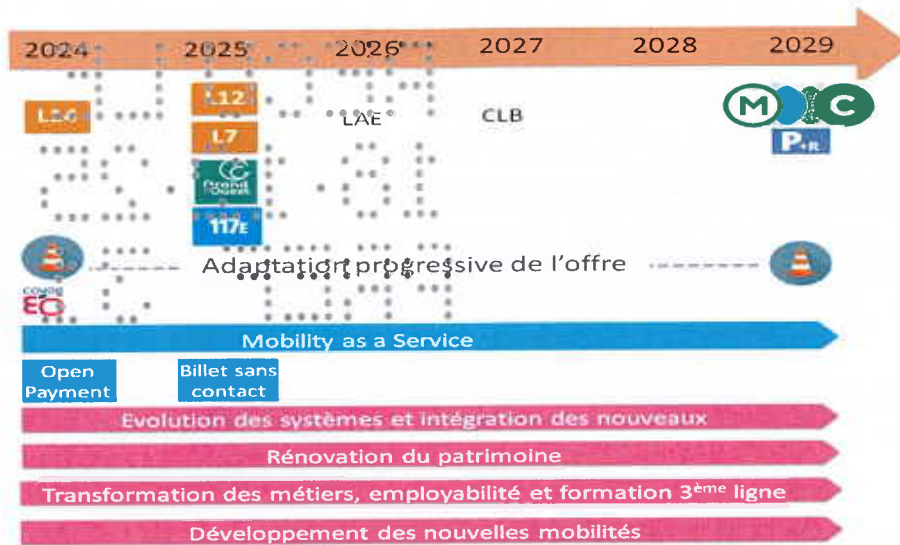 2024 2025 2026 2027 2028 2029
L12
LAE CLB M C
L7
P+R
Grand Ouest
117E
Adaptation progressive de l'offre
Mobility as a Service
Open Payment
Billet sans contact
Evolution des systèmes et intégration des nouveaux
Rénovation du patrimoine
Transformation des métiers, employabilité et formation 3ème ligne
Développement des nouvelles mobilités